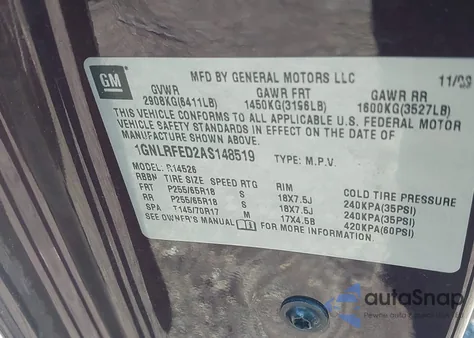 GM
MFD BY GENERAL MOTORS LLC 11/09
GVWR GAWR FRT GAWR RR
2908KG(6411LB) 1450KG(3196LB) 1600KG(3527LB)
THIS VEHICLE CONFORMS TO ALL APPLICABLE U.S. FEDERAL MOTOR
VEHICLE SAFETY STANDARDS IN EFFECT ON THE DATE OF
MANUFACTURE SHOWN ABOVE.
1GNLRFED2AS148519 TYPE: M.P.V.
MODEL: R14526
RBBN TIRE SIZE SPEED RTG RIM COLD TIRE PRESSURE
FRT P255/65R18 S 18X7.5J 240KPA(35PSI)
RR P255/65R18 S 18X7.5J 240KPA(35PSI)
SPA T145/70R17 M 17X4.5B 420KPA(60PSI)
SEE OWNER'S MANUAL FOR MORE INFORMATION.
autoSnap